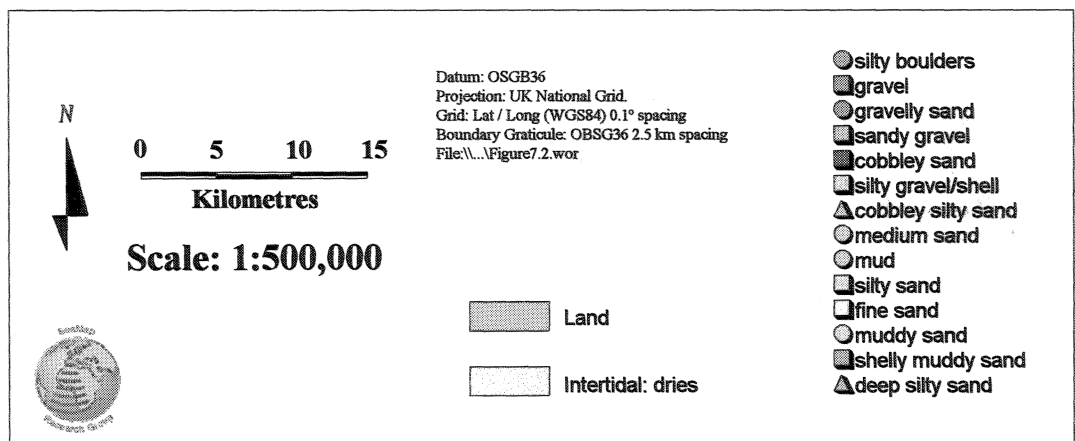 N
0 5 10 15
Kilometres
Scale: 1:500,000
Datum: OSGB36
Projection: UK National Grid.
Grid: Lat / Long (WGS84) 0.1° spacing
Boundary Graticule: OBSG36 2.5 km spacing
File:\\...\Figure7.2.wor
Land
Intertidal: dries
silty boulders
gravel
gravelly sand
sandy gravel
cobbley sand
silty gravel/shell
cobbley silty sand
medium sand
mud
silty sand
fine sand
muddy sand
shelly muddy sand
deep silty sand
SeaMap
Research Group